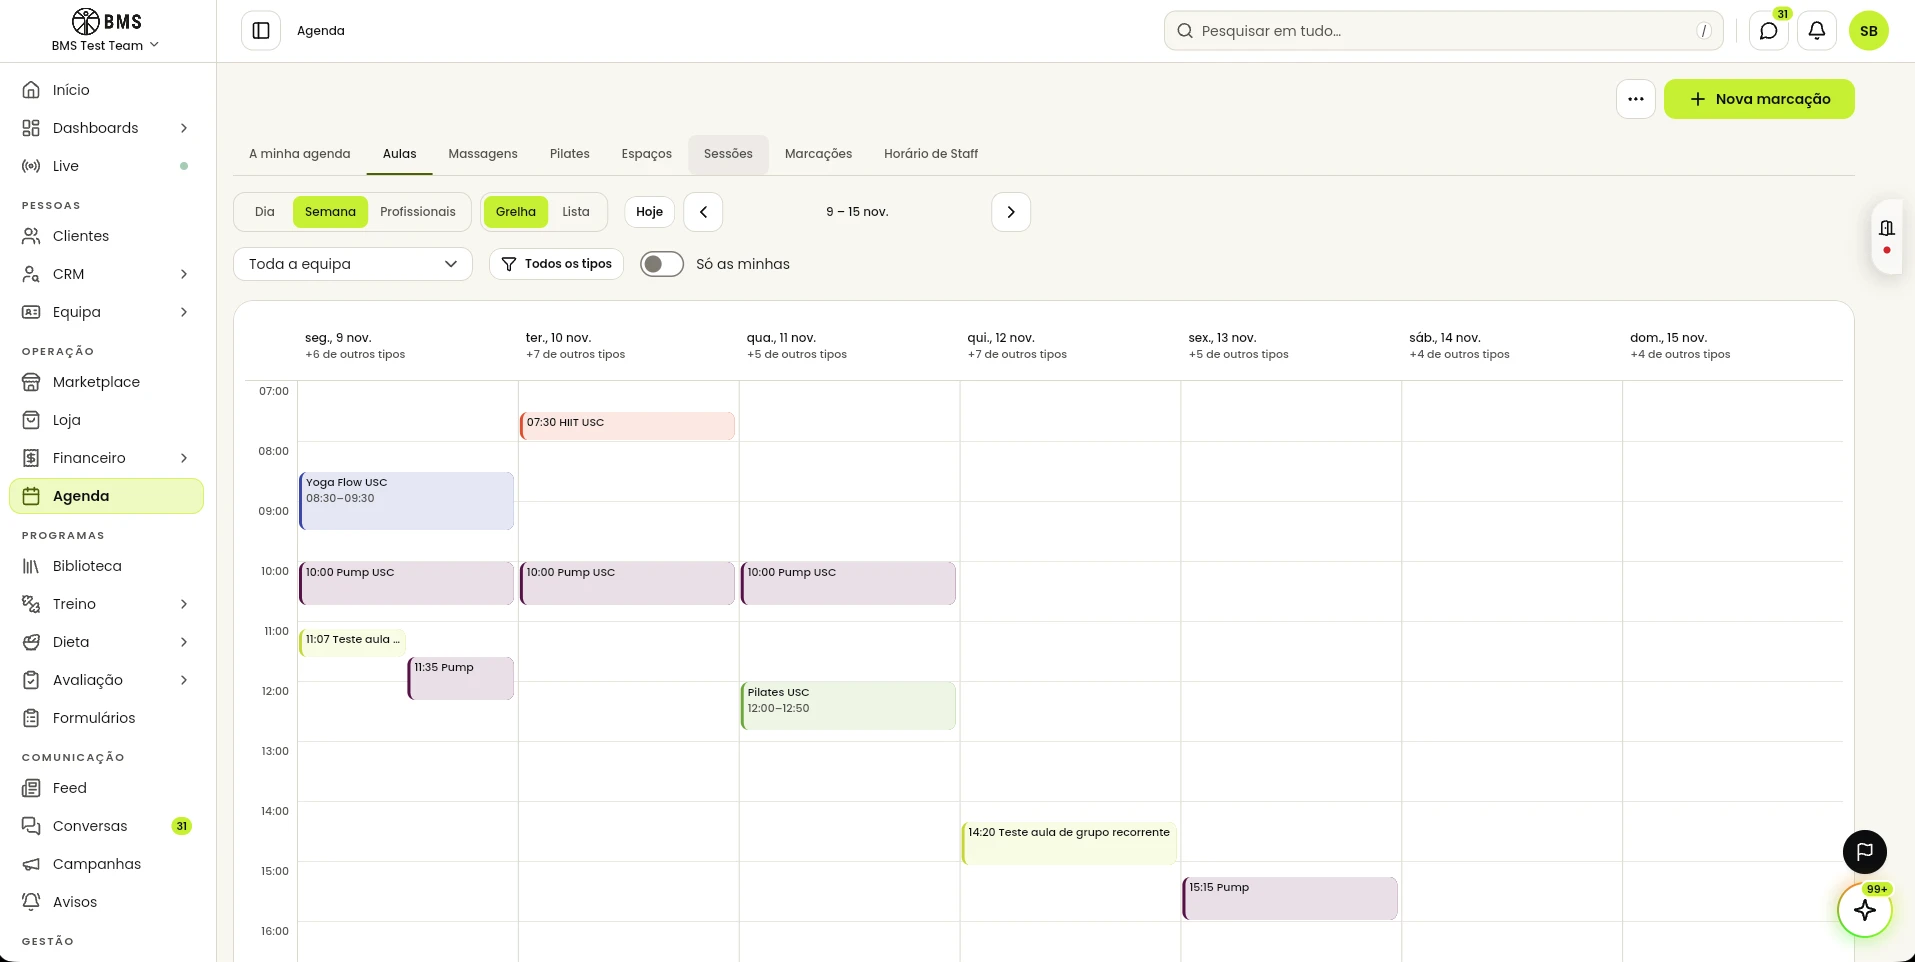 BMS
BMS Test Team
Agenda
Pesquisar em tudo...
/
31
SB
Início
Dashboards
Live
PESSOAS
Clientes
CRM
Equipa
OPERAÇÃO
Marketplace
Loja
Financeiro
Agenda
PROGRAMAS
Biblioteca
Treino
Dieta
Avaliação
Formulários
COMUNICAÇÃO
Feed
Conversas 31
Campanhas
Avisos
GESTÃO
Nova marcação
A minha agenda Aulas Massagens Pilates Espaços Sessões Marcações Horário de Staff
Dia Semana Profissionais Grelha Lista Hoje 9 – 15 nov.
Toda a equipa Todos os tipos Só as minhas
seg., 9 nov. ter., 10 nov. qua., 11 nov. qui., 12 nov. sex., 13 nov. sáb., 14 nov. dom., 15 nov.
+6 de outros tipos +7 de outros tipos +5 de outros tipos +7 de outros tipos +5 de outros tipos +4 de outros tipos +4 de outros tipos
07:00
07:30 HIIT USC
08:00
Yoga Flow USC
08:30–09:30
09:00
10:00
10:00 Pump USC 10:00 Pump USC 10:00 Pump USC
11:00
11:07 Teste aula ...
11:35 Pump
12:00
Pilates USC
12:00–12:50
13:00
14:00
14:20 Teste aula de grupo recorrente
15:00
15:15 Pump
99+
16:00